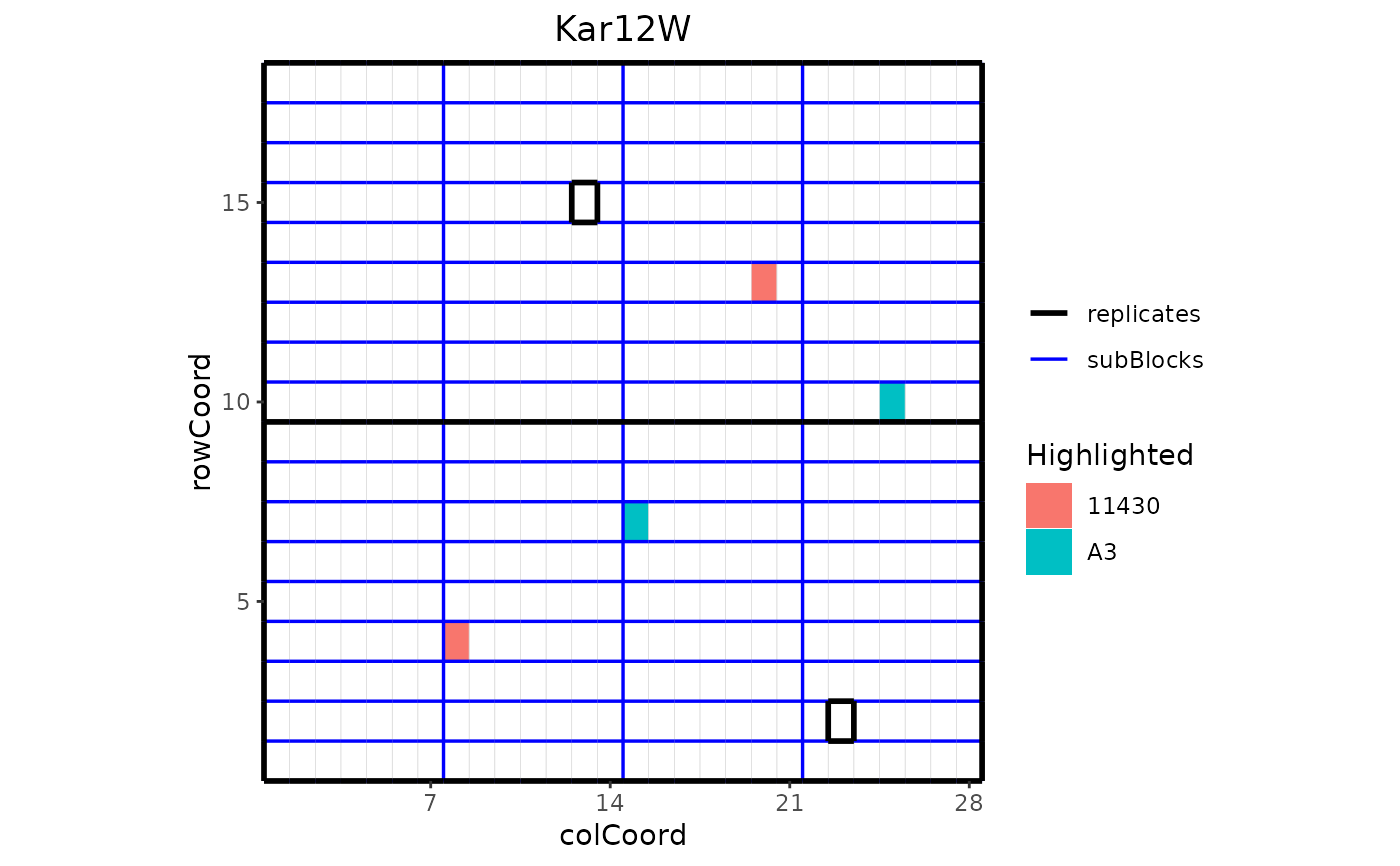 Kar12W
15
10
5
rowCoord
7 14 21 28
colCoord
replicates
subBlocks
Highlighted
11430
A3